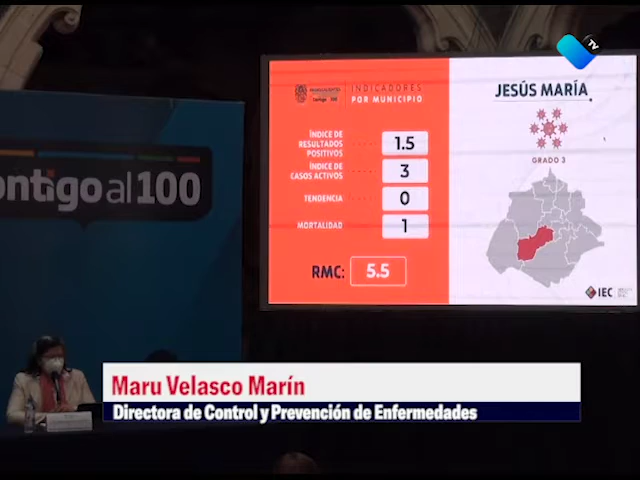 TV
INDICADORES
POR MUNICIPIO
ÍNDICE DE
RESULTADOS
POSITIVOS
1.5
ÍNDICE DE
CASOS ACTIVOS
3
TENDENCIA
0
MORTALIDAD
1
RMC:
5.5
JESÚS MARÍA
GRADO 3
IEC
ontigo al 100
Maru Velasco Marín
Directora de Control y Prevención de Enfermedades